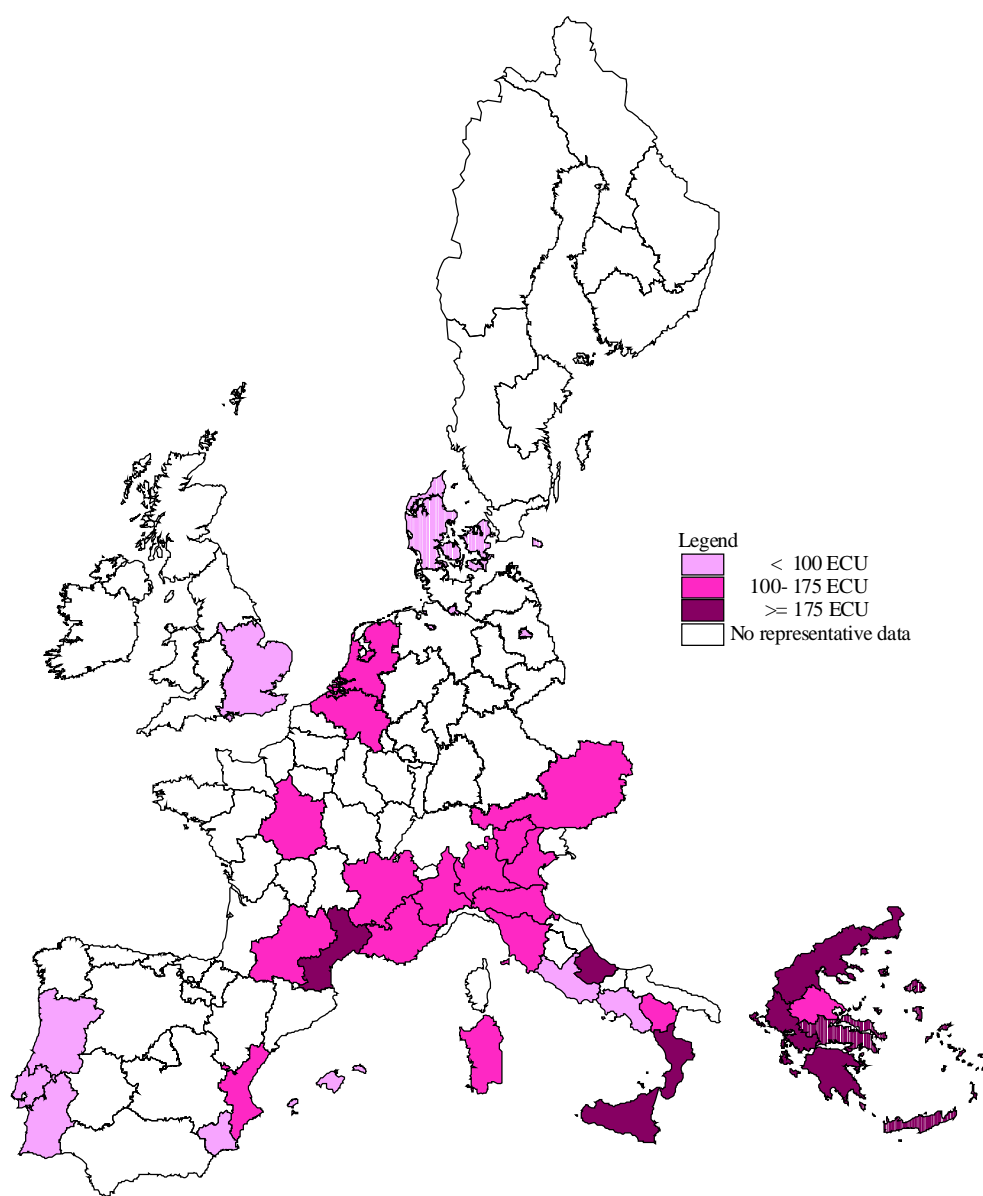 Legend
< 100 ECU
100- 175 ECU
>= 175 ECU
No representative data